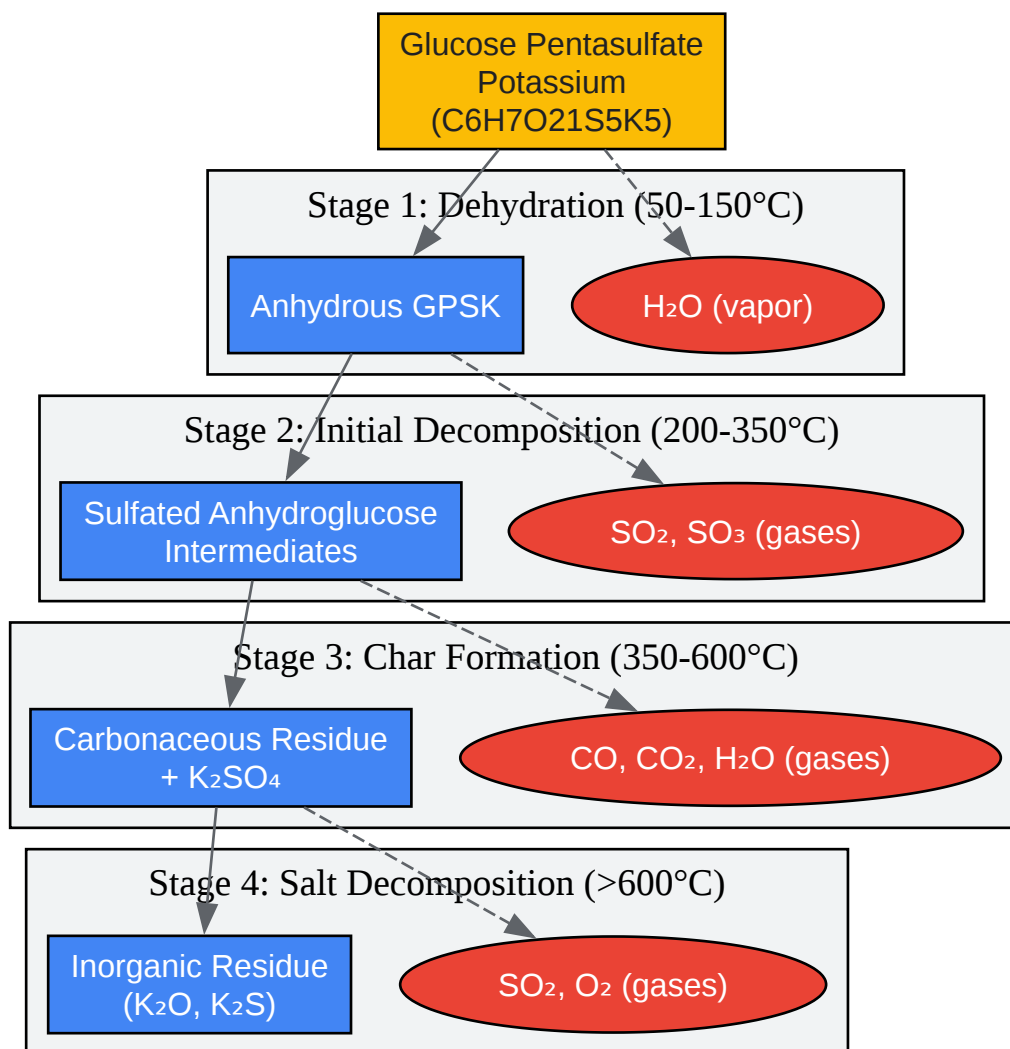 Glucose Pentasulfate
Potassium
(C6H7O21S5K5)
Stage 1: Dehydration (50-150°C)
Anhydrous GPSK
H₂O (vapor)
Stage 2: Initial Decomposition (200-350°C)
Sulfated Anhydroglucose
Intermediates
SO₂, SO₃ (gases)
Stage 3: Char Formation (350-600°C)
Carbonaceous Residue
+ K₂SO₄
CO, CO₂, H₂O (gases)
Stage 4: Salt Decomposition (>600°C)
Inorganic Residue
(K₂O, K₂S)
SO₂, O₂ (gases)